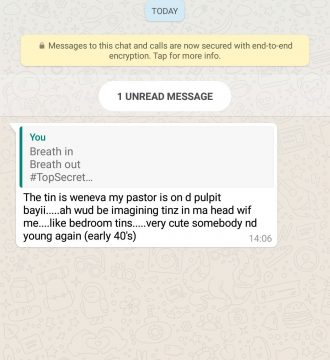 TODAY
Messages to this chat and calls are now secured with end-to-end
encryption. Tap for more info.
1 UNREAD MESSAGE
You
Breath in
Breath out
#TopSecret...
The tin is weneva my pastor is on d pulpit
bayii.....ah wud be imagining tinz in ma head wif
me....like bedroom tins.....very cute somebody nd
young again (early 40's)
14:06